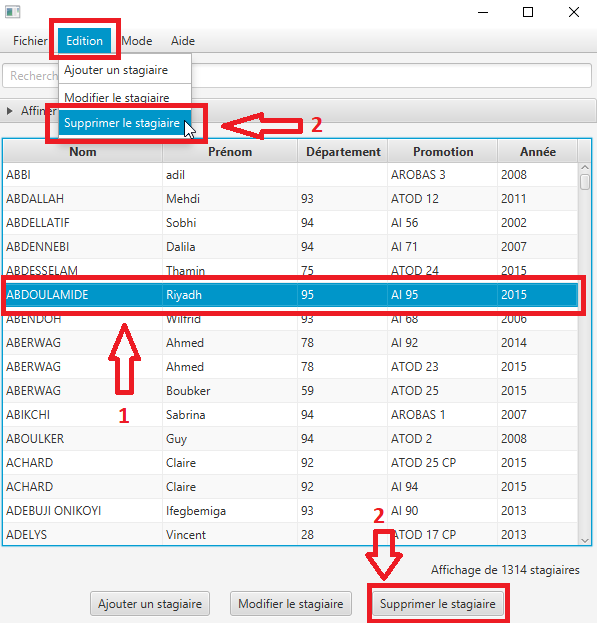 Fichier Edition Mode Aide
Recherch
Ajouter un stagiaire
Modifier le stagiaire
Affiner
Supprimer le stagiaire
2
Nom Prénom Département Promotion Année
ABBI adil AROBAS 3 2008
ABDALLAH Mehdi 93 ATOD 12 2011
ABDELLATIF Sobhi 94 AI 56 2002
ABDENNEBI Dalila 94 AI 71 2007
ABDESSELAM Thamin 75 ATOD 24 2015
ABDOULAMIDE Riyadh 95 AI 95 2015
ABENDOH Wilfrid 93 AI 68 2006
ABERWAG Ahmed 78 AI 92 2014
ABERWAG Ahmed 78 ATOD 23 2015
ABERWAG Boubker 59 ATOD 25 2015
ABIKCHI Sabrina 94 AROBAS 1 2007
1
ABOULKER Guy 94 ATOD 2 2008
ACHARD Claire 92 ATOD 25 CP 2015
ACHARD Claire 92 AI 94 2015
ADEBUJI ONIKOYI Ifegbemiga 93 AI 90 2013
2
ADELYS Vincent 28 ATOD 17 CP 2013
Affichage de 1314 stagiaires
Ajouter un stagiaire Modifier le stagiaire Supprimer le stagiaire